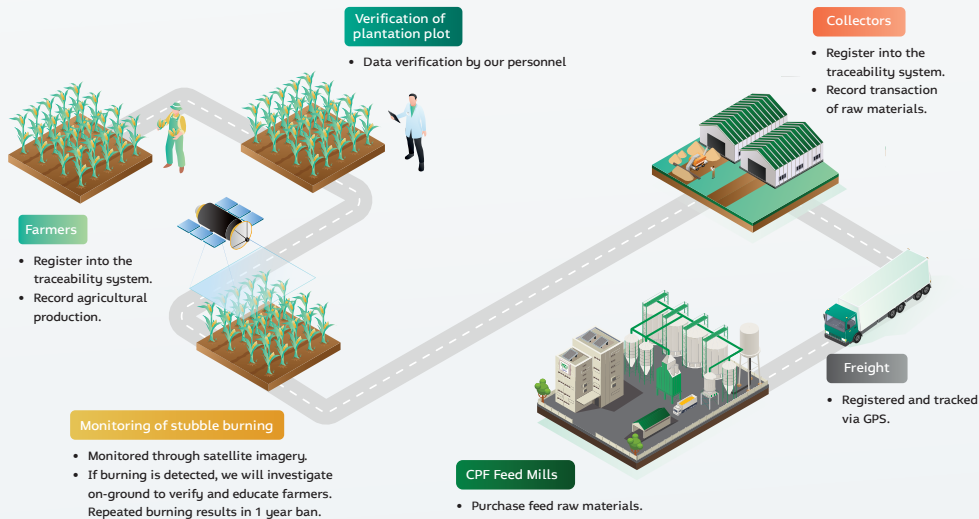 Verification of
plantation plot
• Data verification by our personnel
Collectors
• Register into the
traceability system.
• Record transaction
of raw materials.
Farmers
• Register into the
traceability system.
• Record agricultural
production.
Freight
• Registered and tracked
via GPS.
Monitoring of stubble burning
• Monitored through satellite imagery.
• If burning is detected, we will investigate
on-ground to verify and educate farmers.
Repeated burning results in 1 year ban.
CPF Feed Mills
• Purchase feed raw materials.